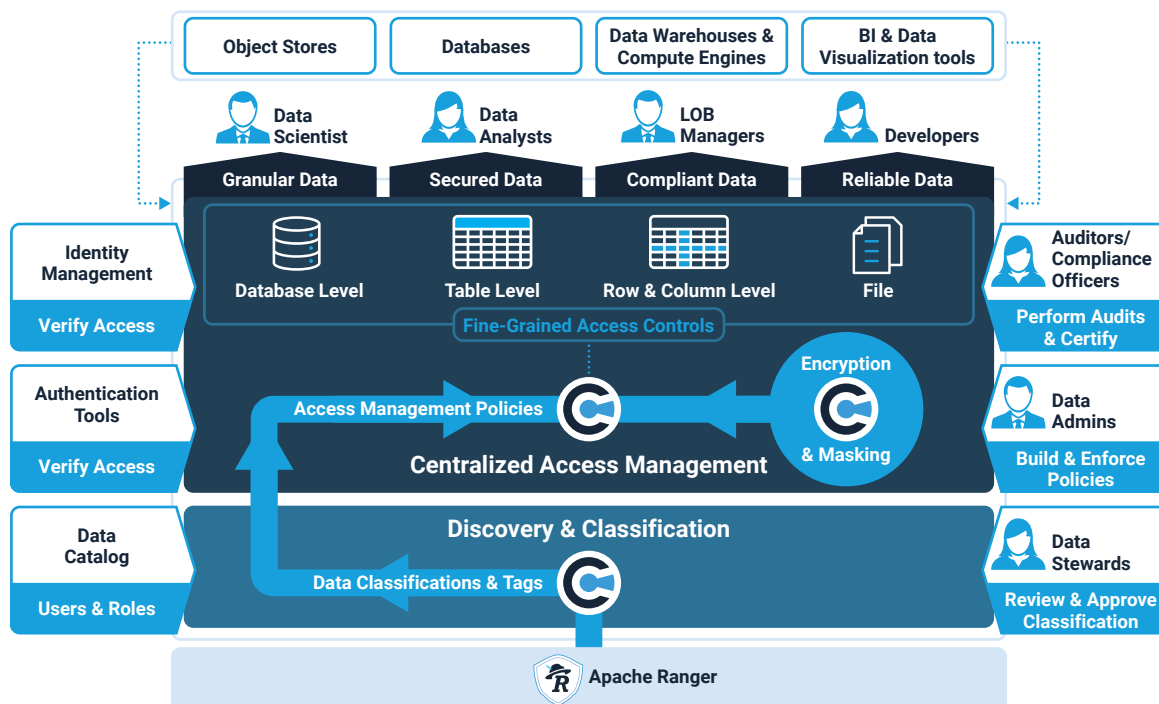 Object Stores
Databases
Data Warehouses &
Compute Engines
BI & Data
Visualization tools
Data
Scientist
Data
Analysts
LOB
Managers
Developers
Granular Data
Secured Data
Compliant Data
Reliable Data
Identity
Management
Verify Access
Database Level
Table Level
Row & Column Level
File
Fine-Grained Access Controls
Auditors/
Compliance
Officers
Perform Audits
& Certify
Authentication
Tools
Verify Access
Access Management Policies
Encryption
& Masking
Centralized Access Management
Data
Admins
Build & Enforce
Policies
Data
Catalog
Users & Roles
Discovery & Classification
Data Classifications & Tags
Data
Stewards
Review & Approve
Classification
R
Apache Ranger